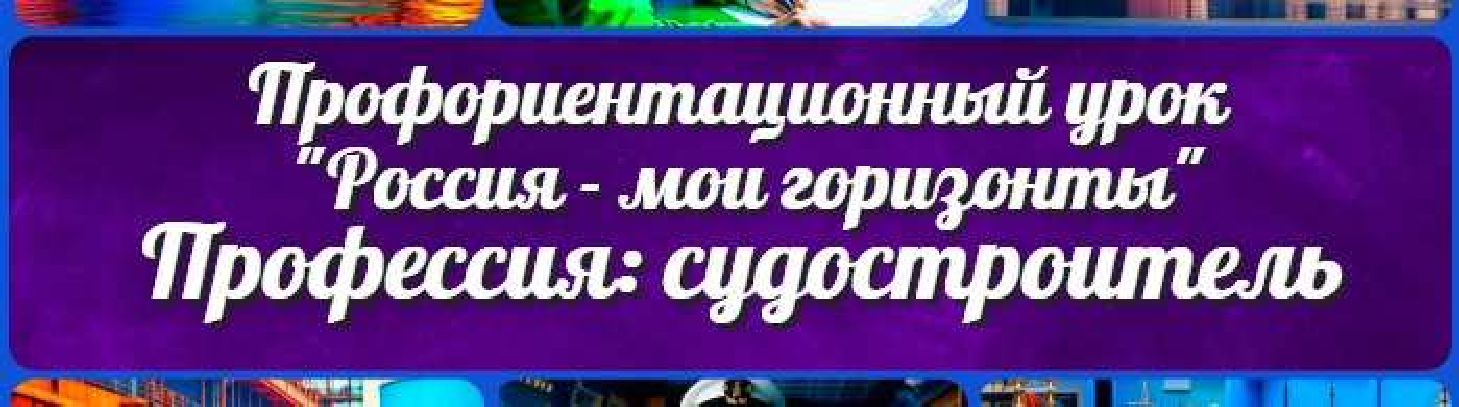 Профориентационный урок
"Россия - мои горизонты"
Профессия: судостроитель